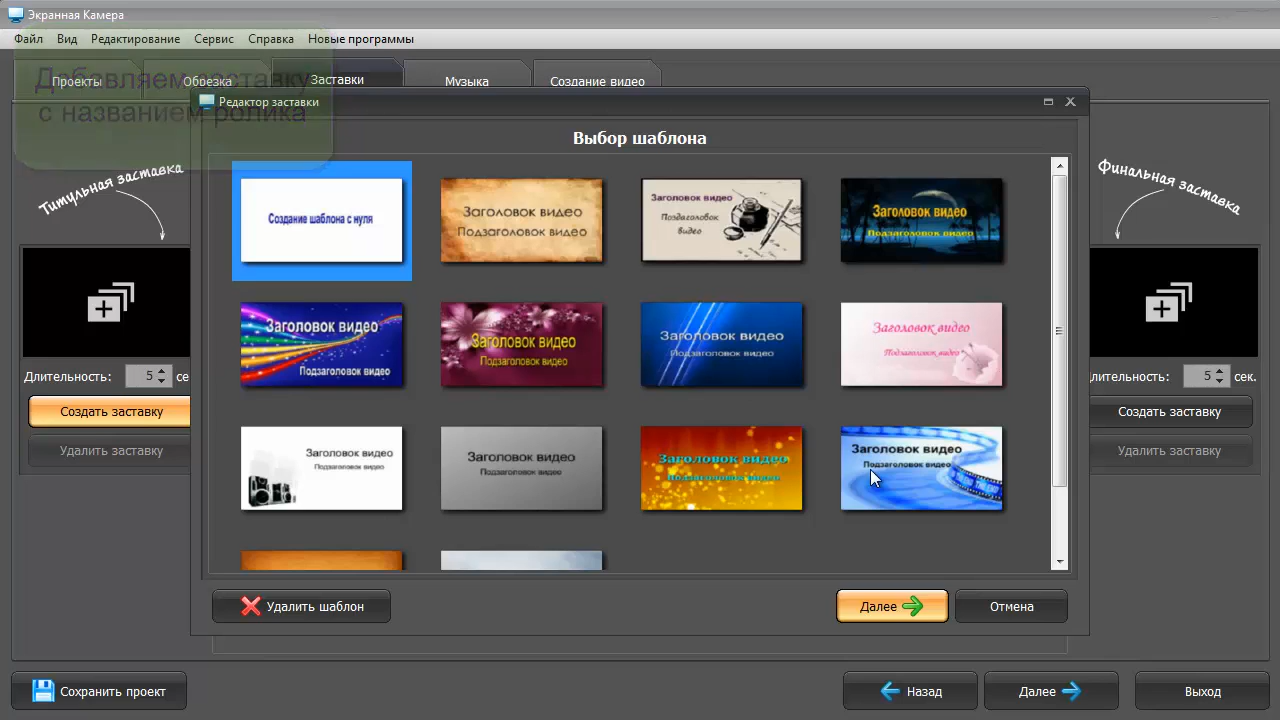 Экранная Камера
Файл Вид Редактирование Сервис Справка Новые программы
Проекты Обрезка Заставки Музыка Создание видео
Добавляем заставку
с названием ролика
Редактор заставки
Выбор шаблона
Титульная заставка
Финальная заставка
Создание шаблона с нуля
Заголовок видео
Подзаголовок видео
Заголовок видео
Подзаголовок
видео
Заголовок видео
Подзаголовок видео
Заголовок видео
Подзаголовок видео
Заголовок видео
Подзаголовок видео
Заголовок видео
Подзаголовок видео
Заголовок видео
Подзаголовок видео
Заголовок видео
Подзаголовок видео
Заголовок видео
Подзаголовок видео
Заголовок видео
Подзаголовок видео
Заголовок видео
Подзаголовок видео
Длительность: 5 се
длительность: 5 сек.
Создать заставку
Создать заставку
Удалить заставку
Удалить заставку
Удалить шаблон
Далее
Отмена
Сохранить проект
Назад
Далее
Выход